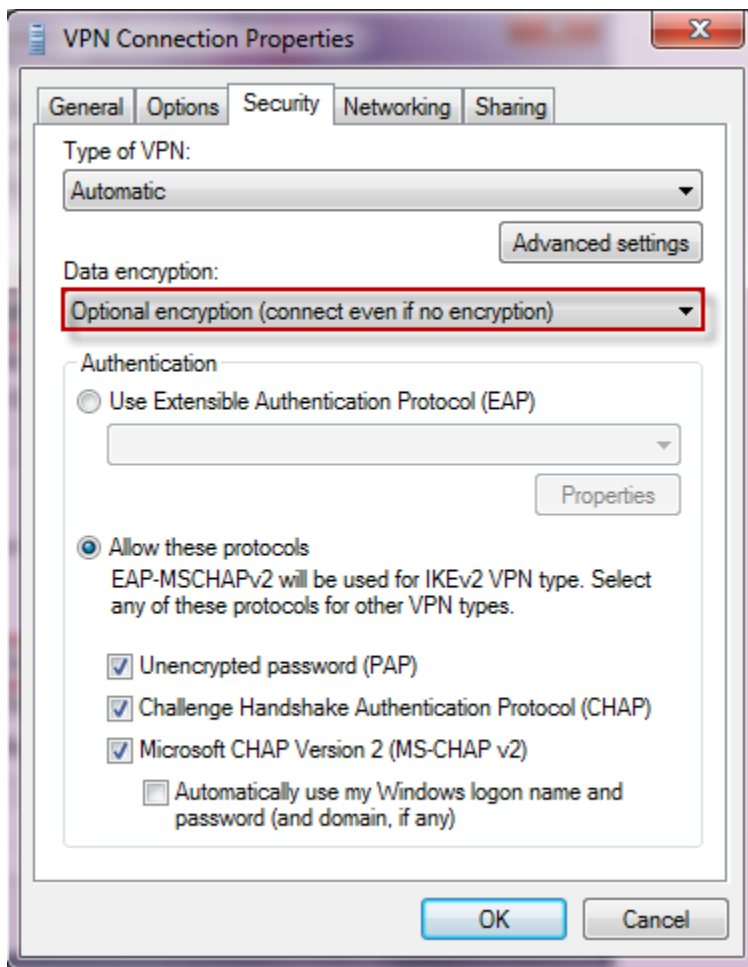 VPN Connection Properties
General Options Security Networking Sharing
Type of VPN:
Automatic
Advanced settings
Data encryption:
Optional encryption (connect even if no encryption)
Authentication
Use Extensible Authentication Protocol (EAP)
Properties
Allow these protocols
EAP-MSCHAPv2 will be used for IKEv2 VPN type. Select
any of these protocols for other VPN types.
Unencrypted password (PAP)
Challenge Handshake Authentication Protocol (CHAP)
Microsoft CHAP Version 2 (MS-CHAP v2)
Automatically use my Windows logon name and
password (and domain, if any)
OK Cancel